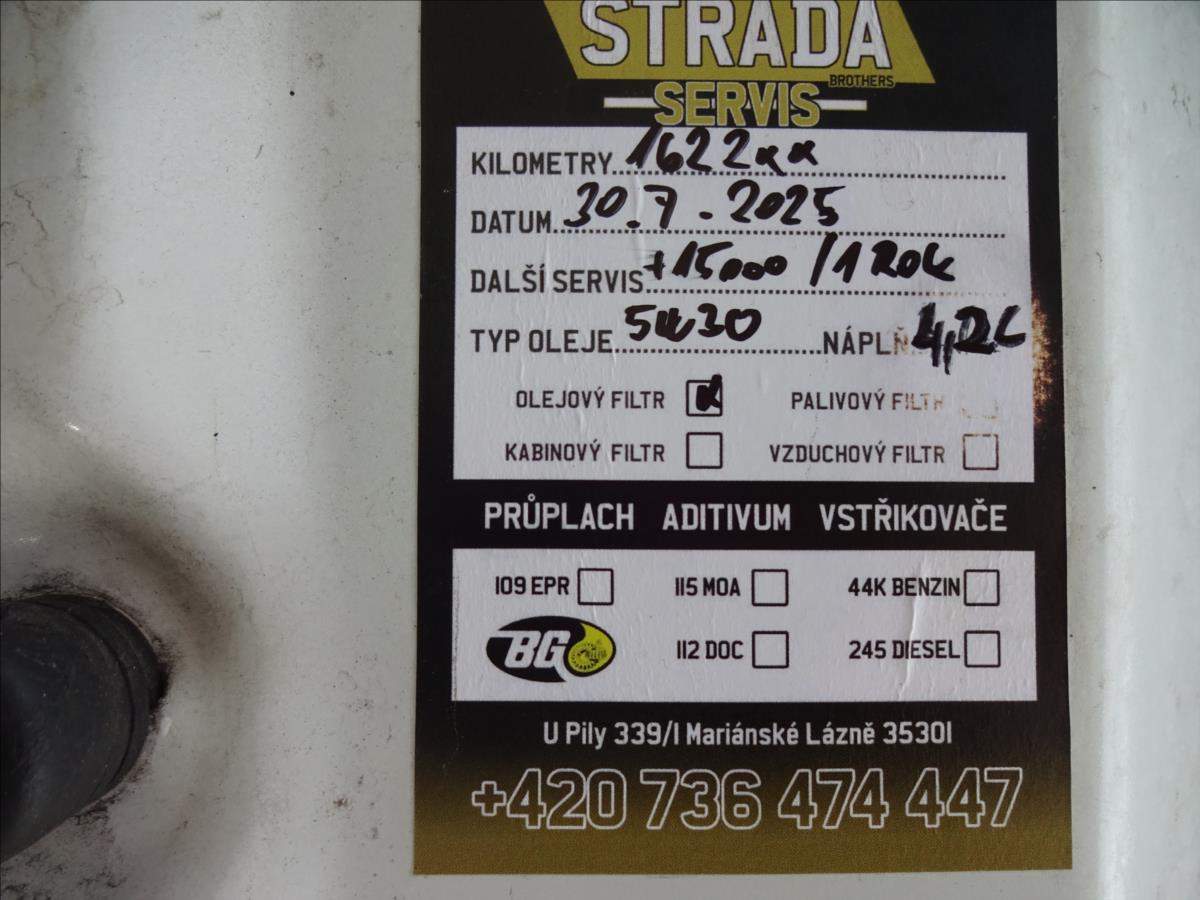 STRADA
BROTHERS
SERVIS
KILOMETRY 1622xx
DATUM 30.7.2025
DALŠÍ SERVIS +15000 /1 ROK
TYP OLEJE 5W30 NÁPLŇ
OLEJOVÝ FILTR PALIVOVÝ FILTR
KABINOVÝ FILTR VZDUCHOVÝ FILTR
PRŮPLACH ADITIVUM VSTŘIKOVAČE
109 EPR 115 MOA 44K BENZIN
BG 112 DOC 245 DIESEL
U Pily 339/1 Mariánské Lázně 35301
+420 736 474 447